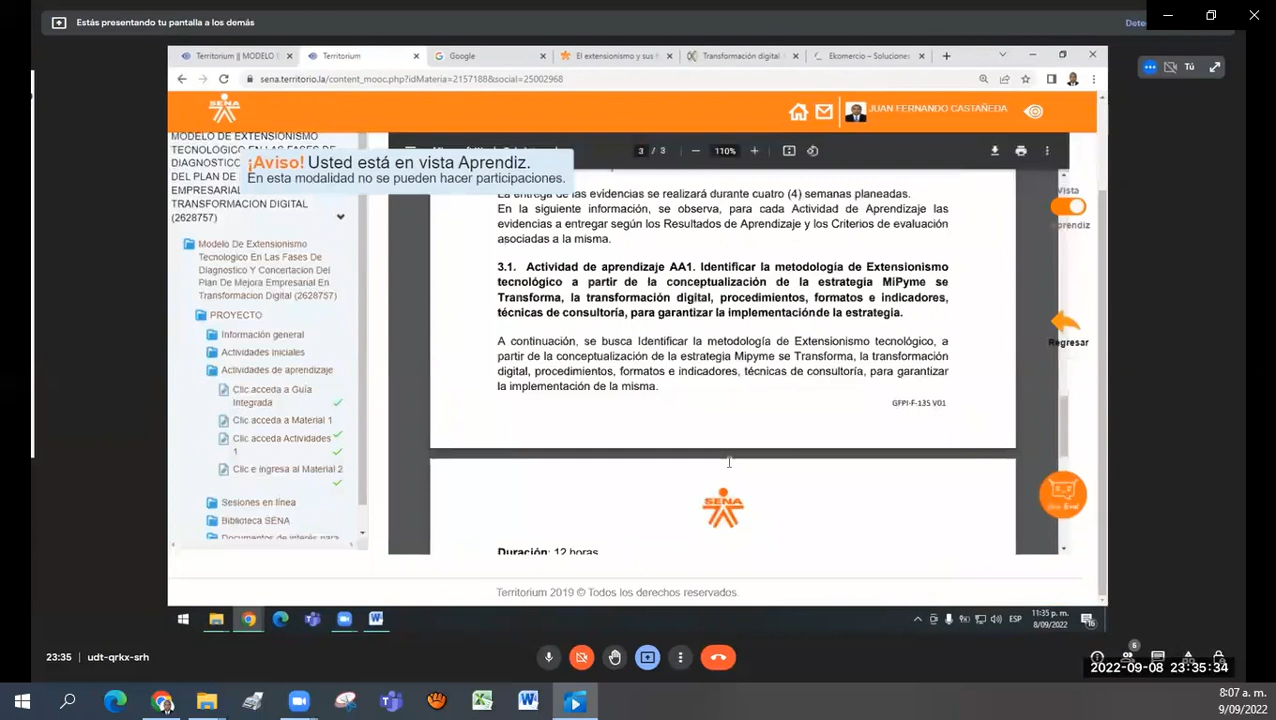 Estás presentando tu pantalla a los demás
Territorium || MODELO
Territorium
Google
El extensionismo y sus
Transformación digital
Ekomercio – Soluciones
sena.territorio.la/content_mooc.php?idMateria=2157188&social=25002968
Tú
SENA
JUAN FERNANDO CASTAÑEDA
MODELO DE EXTENSIONISMO
TECNOLOGICO EN LAS FASES DE
DIAGNOSTICO
DEL PLAN DE
EMPRESARIAL
TRANSFORMACION DIGITAL
(2628757)
¡Aviso! Usted está en vista Aprendiz.
En esta modalidad no se pueden hacer participaciones.
3 / 3
110%
Vista
Regresar
Modelo De Extensionismo
Tecnologico En Las Fases De
Diagnostico Y Concertacion Del
Plan De Mejora Empresarial En
Transformacion Digital (2628757)
PROYECTO
Información general
Actividades iniciales
Actividades de aprendizaje
Clic acceda a Guía
Integrada
Clic acceda a Material 1
Clic acceda Actividades
1
Clic e ingresa al Material 2
Sesiones en línea
Biblioteca SENA
Documentos de interés para
La entrega de las evidencias se realizará durante cuatro (4) semanas planeadas.
En la siguiente información, se observa, para cada Actividad de Aprendizaje las
evidencias a entregar según los Resultados de Aprendizaje y los Criterios de evaluación
asociadas a la misma.
3.1. Actividad de aprendizaje AA1. Identificar la metodología de Extensionismo
tecnológico a partir de la conceptualización de la estrategia MiPyme se
Transforma, la transformación digital, procedimientos, formatos e indicadores,
técnicas de consultoría, para garantizar la implementación de la estrategia.
A continuación, se busca Identificar la metodología de Extensionismo tecnológico, a
partir de la conceptualización de la estrategia Mipyme se Transforma, la transformación
digital, procedimientos, formatos e indicadores, técnicas de consultoría, para garantizar
la implementación de la misma.
GFPI-F-135 V01
SENA
Duración: 12 horas
Territorium 2019 © Todos los derechos reservados.
ESP
11:35 p. m.
8/09/2022
23:35
udt-qrkx-srh
6
2022-09-08 23:35:34
8:07 a. m.
9/09/2022